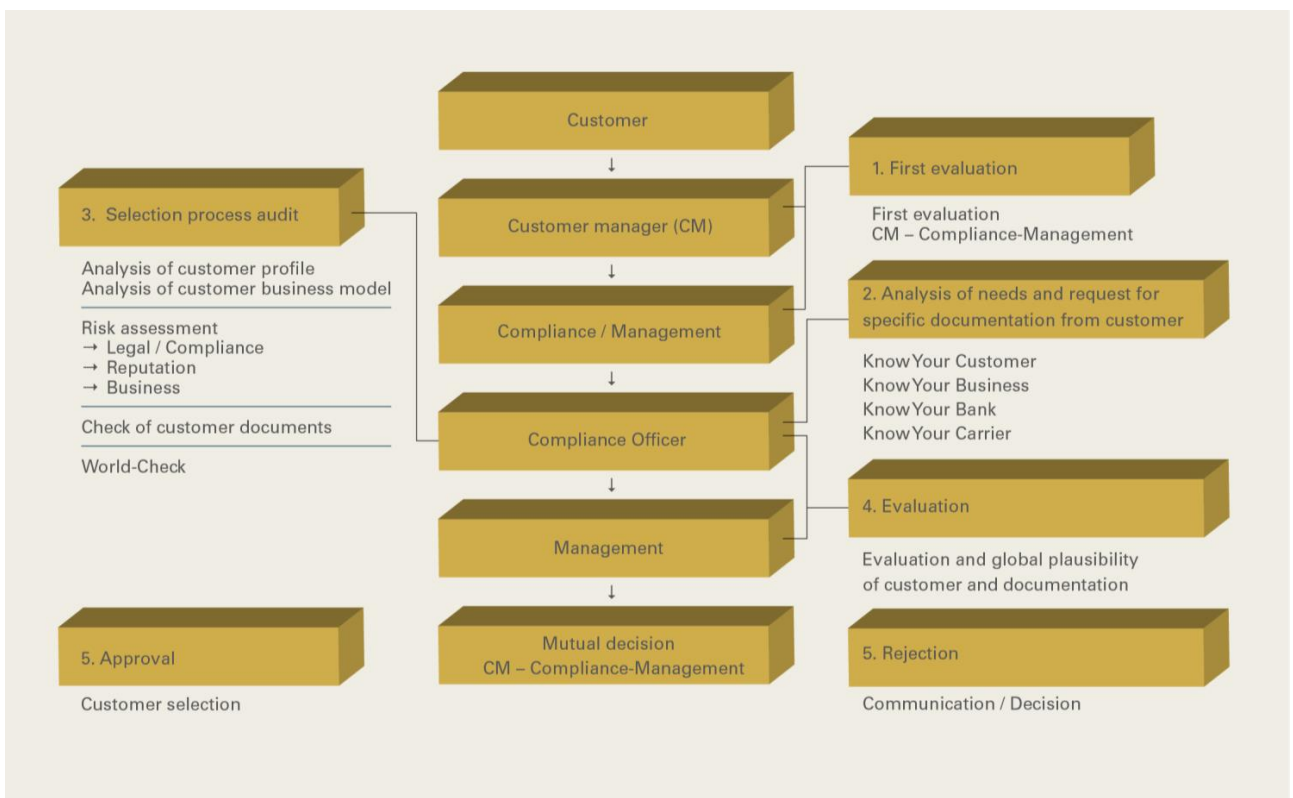 Customer
↓
1. First evaluation
First evaluation
CM – Compliance-Management
3. Selection process audit
Customer manager (CM)
↓
Analysis of customer profile
Analysis of customer business model
Risk assessment
→ Legal / Compliance
→ Reputation
→ Business
Check of customer documents
World-Check
Compliance / Management
↓
2. Analysis of needs and request for
specific documentation from customer
Know Your Customer
Know Your Business
Know Your Bank
Know Your Carrier
Compliance Officer
↓
4. Evaluation
Evaluation and global plausibility
of customer and documentation
Management
↓
5. Approval
Customer selection
Mutual decision
CM – Compliance-Management
5. Rejection
Communication / Decision